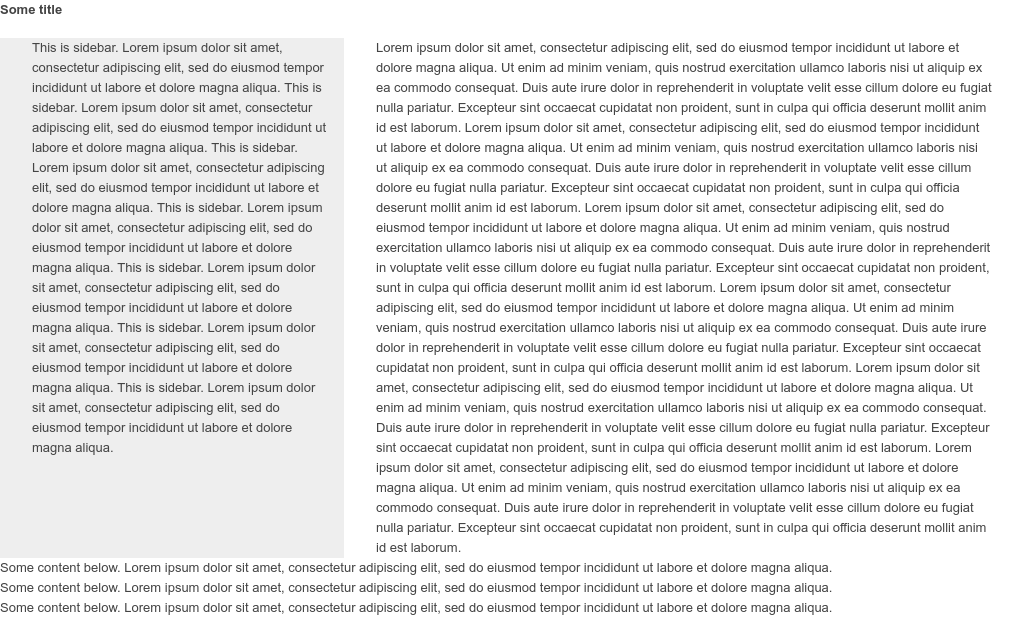 Some title
This is sidebar. Lorem ipsum dolor sit amet,
consectetur adipiscing elit, sed do eiusmod tempor
incididunt ut labore et dolore magna aliqua. This is
sidebar. Lorem ipsum dolor sit amet, consectetur
adipiscing elit, sed do eiusmod tempor incididunt ut
labore et dolore magna aliqua. This is sidebar.
Lorem ipsum dolor sit amet, consectetur adipiscing
elit, sed do eiusmod tempor incididunt ut labore et
dolore magna aliqua. This is sidebar. Lorem ipsum
dolor sit amet, consectetur adipiscing elit, sed do
eiusmod tempor incididunt ut labore et dolore
magna aliqua. This is sidebar. Lorem ipsum dolor
sit amet, consectetur adipiscing elit, sed do
eiusmod tempor incididunt ut labore et dolore
magna aliqua. This is sidebar. Lorem ipsum dolor
sit amet, consectetur adipiscing elit, sed do
eiusmod tempor incididunt ut labore et dolore
magna aliqua. This is sidebar. Lorem ipsum dolor
sit amet, consectetur adipiscing elit, sed do
eiusmod tempor incididunt ut labore et dolore
magna aliqua.
Lorem ipsum dolor sit amet, consectetur adipiscing elit, sed do eiusmod tempor incididunt ut labore et
dolore magna aliqua. Ut enim ad minim veniam, quis nostrud exercitation ullamco laboris nisi ut aliquip ex
ea commodo consequat. Duis aute irure dolor in reprehenderit in voluptate velit esse cillum dolore eu fugiat
nulla pariatur. Excepteur sint occaecat cupidatat non proident, sunt in culpa qui officia deserunt mollit anim
id est laborum. Lorem ipsum dolor sit amet, consectetur adipiscing elit, sed do eiusmod tempor incididunt
ut labore et dolore magna aliqua. Ut enim ad minim veniam, quis nostrud exercitation ullamco laboris nisi
ut aliquip ex ea commodo consequat. Duis aute irure dolor in reprehenderit in voluptate velit esse cillum
dolore eu fugiat nulla pariatur. Excepteur sint occaecat cupidatat non proident, sunt in culpa qui officia
deserunt mollit anim id est laborum. Lorem ipsum dolor sit amet, consectetur adipiscing elit, sed do
eiusmod tempor incididunt ut labore et dolore magna aliqua. Ut enim ad minim veniam, quis nostrud
exercitation ullamco laboris nisi ut aliquip ex ea commodo consequat. Duis aute irure dolor in reprehenderit
in voluptate velit esse cillum dolore eu fugiat nulla pariatur. Excepteur sint occaecat cupidatat non proident,
sunt in culpa qui officia deserunt mollit anim id est laborum. Lorem ipsum dolor sit amet, consectetur
adipiscing elit, sed do eiusmod tempor incididunt ut labore et dolore magna aliqua. Ut enim ad minim
veniam, quis nostrud exercitation ullamco laboris nisi ut aliquip ex ea commodo consequat. Duis aute irure
dolor in reprehenderit in voluptate velit esse cillum dolore eu fugiat nulla pariatur. Excepteur sint occaecat
cupidatat non proident, sunt in culpa qui officia deserunt mollit anim id est laborum. Lorem ipsum dolor sit
amet, consectetur adipiscing elit, sed do eiusmod tempor incididunt ut labore et dolore magna aliqua. Ut
enim ad minim veniam, quis nostrud exercitation ullamco laboris nisi ut aliquip ex ea commodo consequat.
Duis aute irure dolor in reprehenderit in voluptate velit esse cillum dolore eu fugiat nulla pariatur. Excepteur
sint occaecat cupidatat non proident, sunt in culpa qui officia deserunt mollit anim id est laborum. Lorem
ipsum dolor sit amet, consectetur adipiscing elit, sed do eiusmod tempor incididunt ut labore et dolore
magna aliqua. Ut enim ad minim veniam, quis nostrud exercitation ullamco laboris nisi ut aliquip ex ea
commodo consequat. Duis aute irure dolor in reprehenderit in voluptate velit esse cillum dolore eu fugiat
nulla pariatur. Excepteur sint occaecat cupidatat non proident, sunt in culpa qui officia deserunt mollit anim
id est laborum.
Some content below. Lorem ipsum dolor sit amet, consectetur adipiscing elit, sed do eiusmod tempor incididunt ut labore et dolore magna aliqua.
Some content below. Lorem ipsum dolor sit amet, consectetur adipiscing elit, sed do eiusmod tempor incididunt ut labore et dolore magna aliqua.
Some content below. Lorem ipsum dolor sit amet, consectetur adipiscing elit, sed do eiusmod tempor incididunt ut labore et dolore magna aliqua.